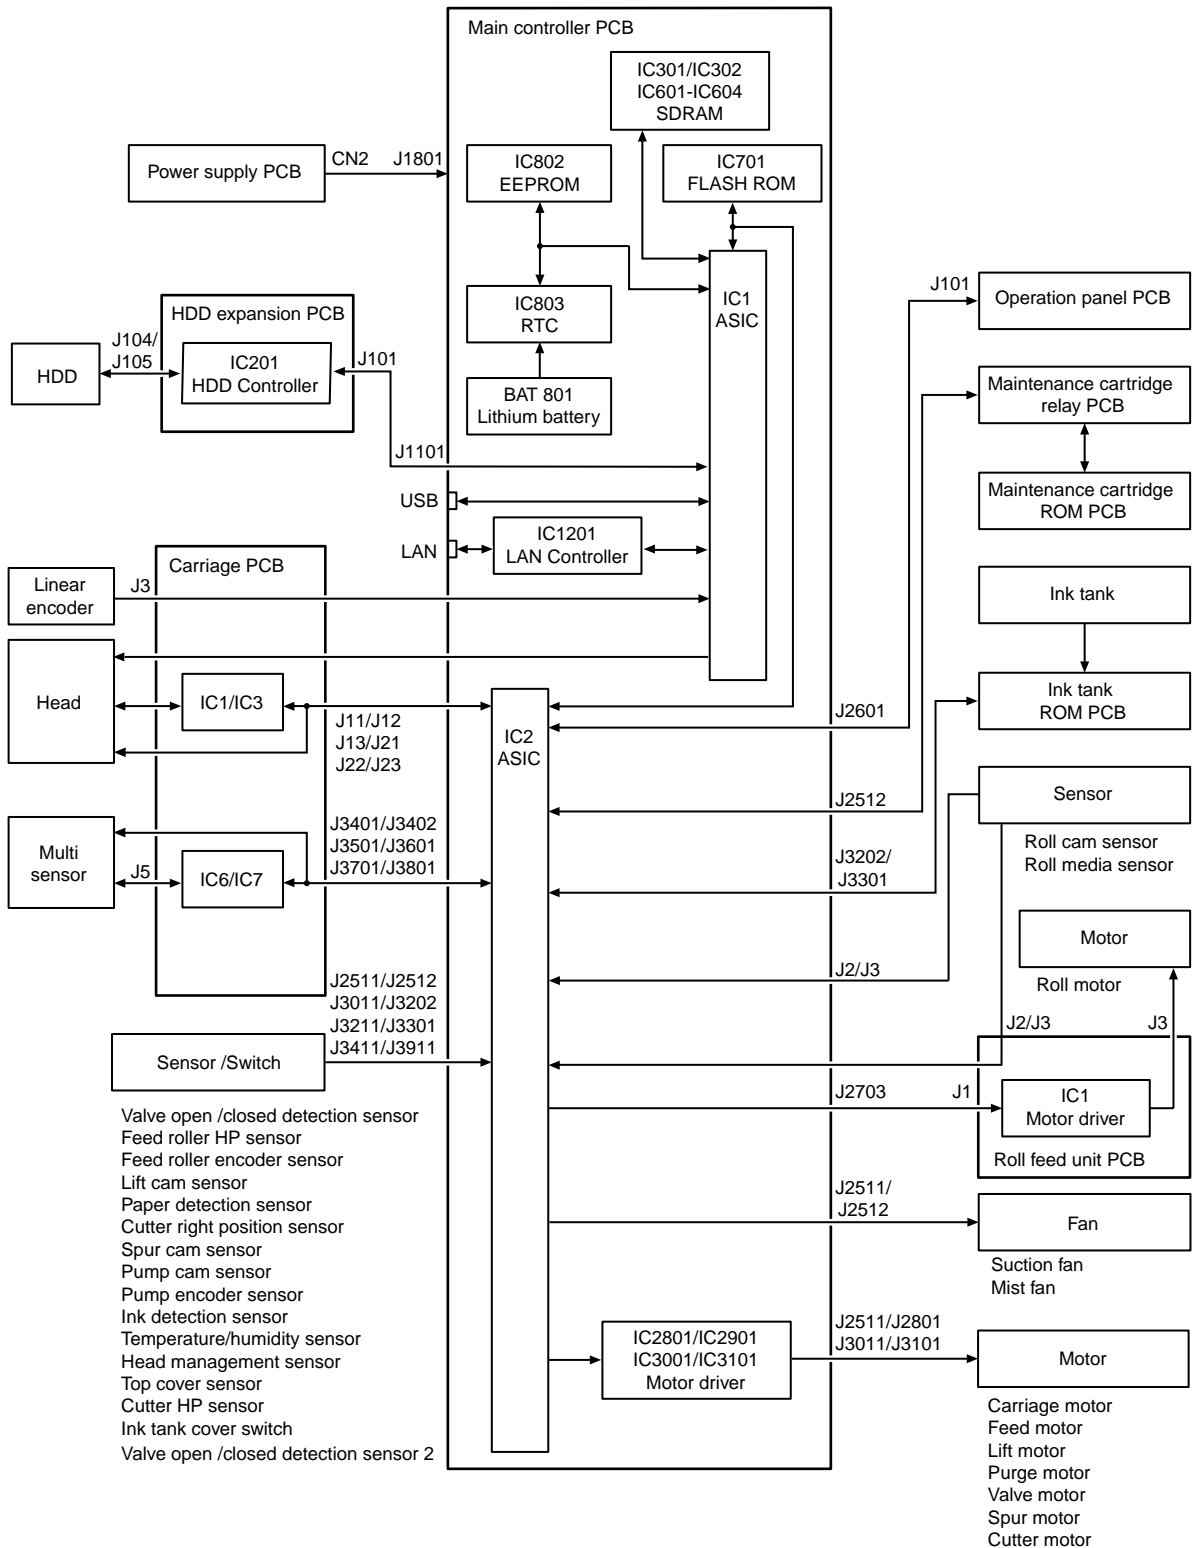 Main controller PCB
IC301/IC302
IC601-IC604
SDRAM
Power supply PCB
CN2
J1801
IC802
EEPROM
IC701
FLASH ROM
IC803
RTC
BAT 801
Lithium battery
IC1
ASIC
HDD expansion PCB
J104/
J105
HDD
IC201
HDD Controller
J101
J1101
USB
LAN
IC1201
LAN Controller
J101
Operation panel PCB
Maintenance cartridge
relay PCB
Maintenance cartridge
ROM PCB
Ink tank
Ink tank
ROM PCB
Carriage PCB
Linear
encoder
J3
Head
IC1/IC3
J11/J12
J13/J21
J22/J23
IC2
ASIC
J2601
J2512
Sensor
Roll cam sensor
Roll media sensor
Multi
sensor
J5
IC6/IC7
J3401/J3402
J3501/J3601
J3701/J3801
J3202/
J3301
Motor
Roll motor
J2/J3
J2/J3
J3
J2511/J2512
J3011/J3202
J3211/J3301
J3411/J3911
Sensor /Switch
Valve open /closed detection sensor
Feed roller HP sensor
Feed roller encoder sensor
Lift cam sensor
Paper detection sensor
Cutter right position sensor
Spur cam sensor
Pump cam sensor
Pump encoder sensor
Ink detection sensor
Temperature/humidity sensor
Head management sensor
Top cover sensor
Cutter HP sensor
Ink tank cover switch
Valve open /closed detection sensor 2
J2703
J1
IC1
Motor driver
Roll feed unit PCB
J2511/
J2512
Fan
Suction fan
Mist fan
IC2801/IC2901
IC3001/IC3101
Motor driver
J2511/J2801
J3011/J3101
Motor
Carriage motor
Feed motor
Lift motor
Purge motor
Valve motor
Spur motor
Cutter motor